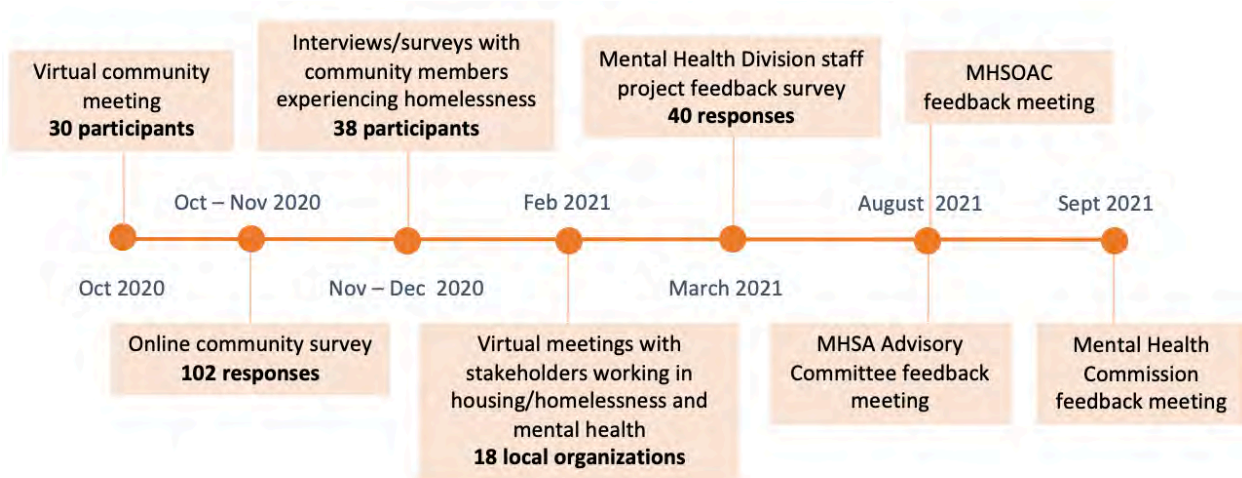 Virtual community
meeting
30 participants
Interviews/surveys with
community members
experiencing homelessness
38 participants
Mental Health Division staff
project feedback survey
40 responses
MHSOAC
feedback meeting
Oct – Nov 2020
Feb 2021
August 2021
Sept 2021
Oct 2020
Nov – Dec 2020
March 2021
Online community survey
102 responses
Virtual meetings with
stakeholders working in
housing/homelessness and
mental health
18 local organizations
MHSA Advisory
Committee feedback
meeting
Mental Health
Commission
feedback meeting